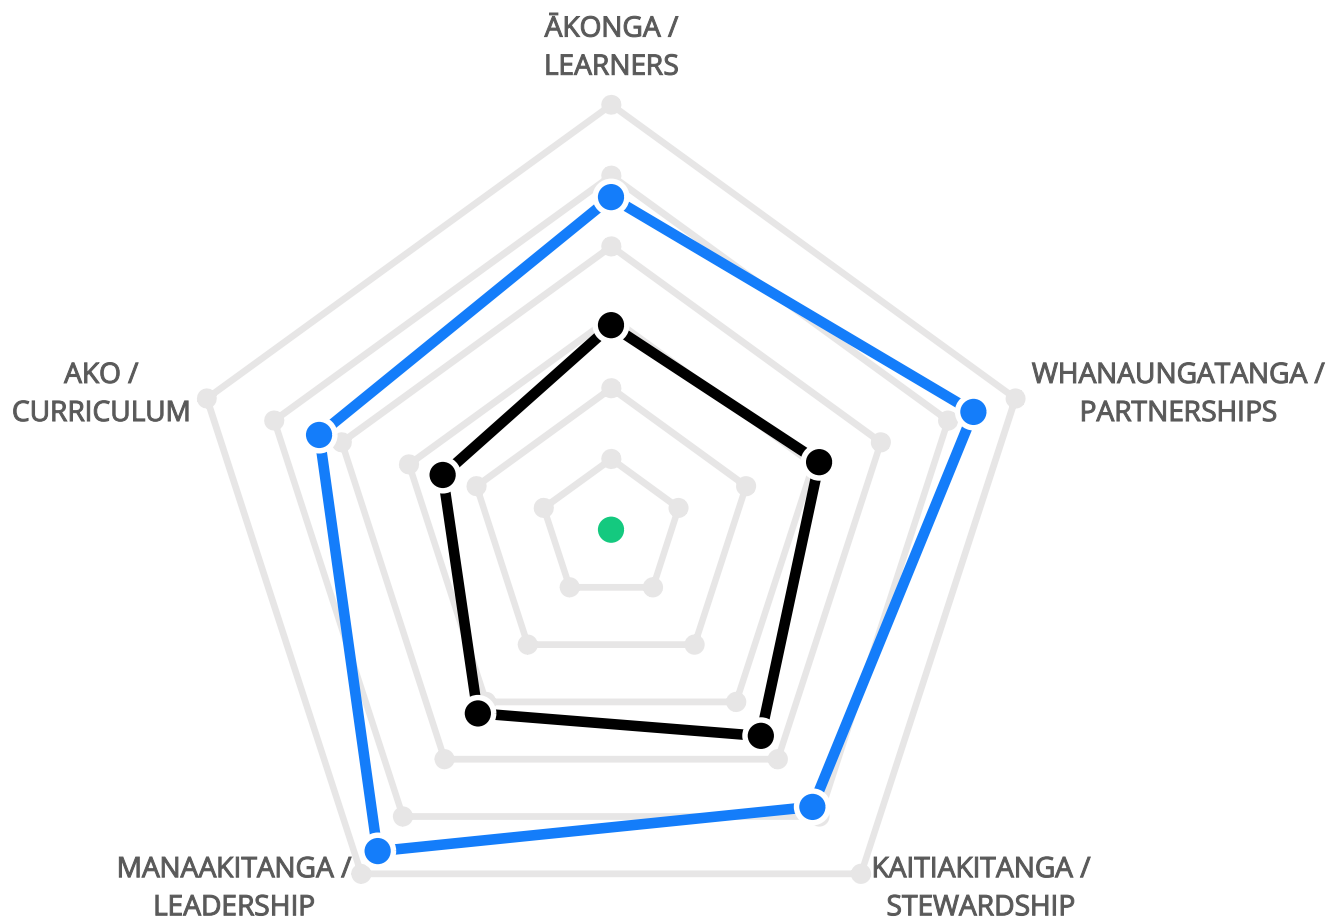 ĀKONGA /
LEARNERS
AKO /
CURRICULUM
WHANAUNGATANGA /
PARTNERSHIPS
MANAAKITANGA /
LEADERSHIP
KAITIAKITANGA /
STEWARDSHIP